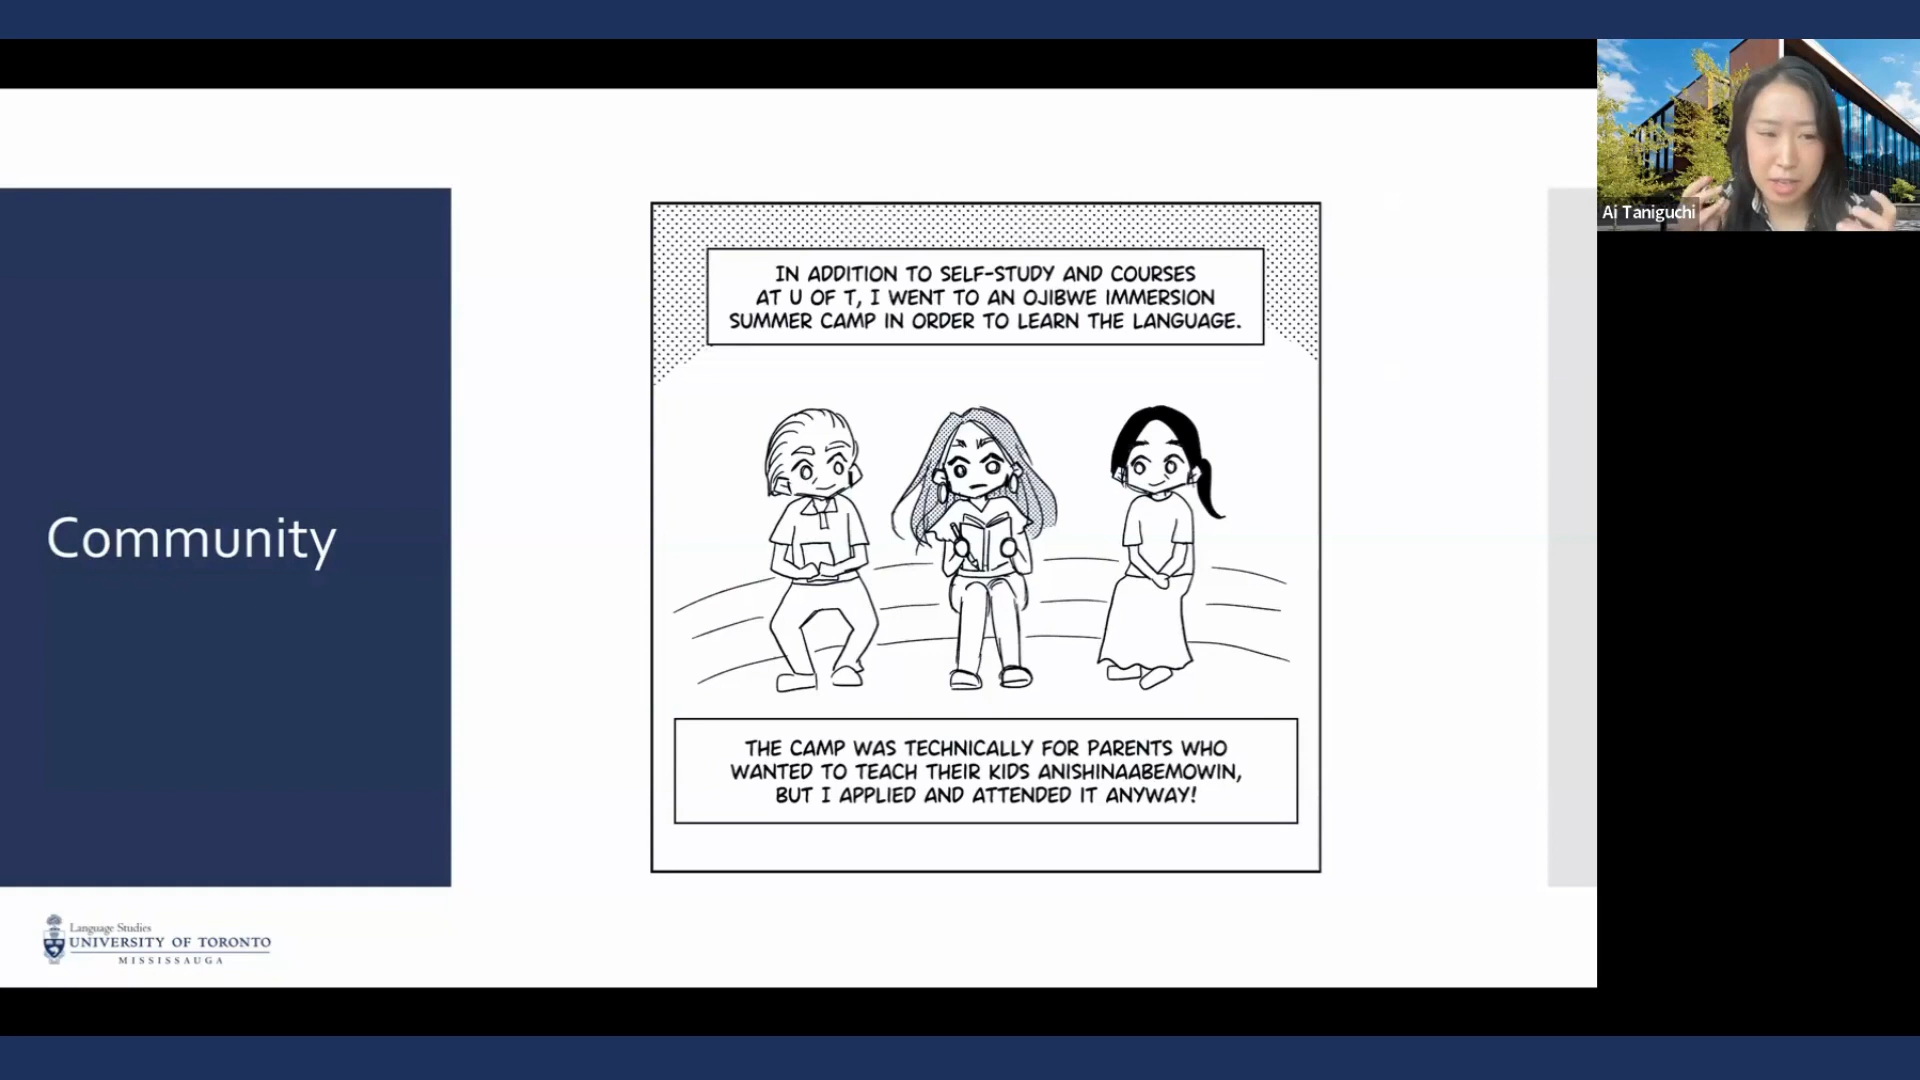 Ai Taniguchi
Community
IN ADDITION TO SELF-STUDY AND COURSES
AT U OF T, I WENT TO AN OJIBWE IMMERSION
SUMMER CAMP IN ORDER TO LEARN THE LANGUAGE.
THE CAMP WAS TECHNICALLY FOR PARENTS WHO
WANTED TO TEACH THEIR KIDS ANISHINAABEMOWIN,
BUT I APPLIED AND ATTENDED IT ANYWAY!
Language Studies
UNIVERSITY OF TORONTO
MISSISSAUGA